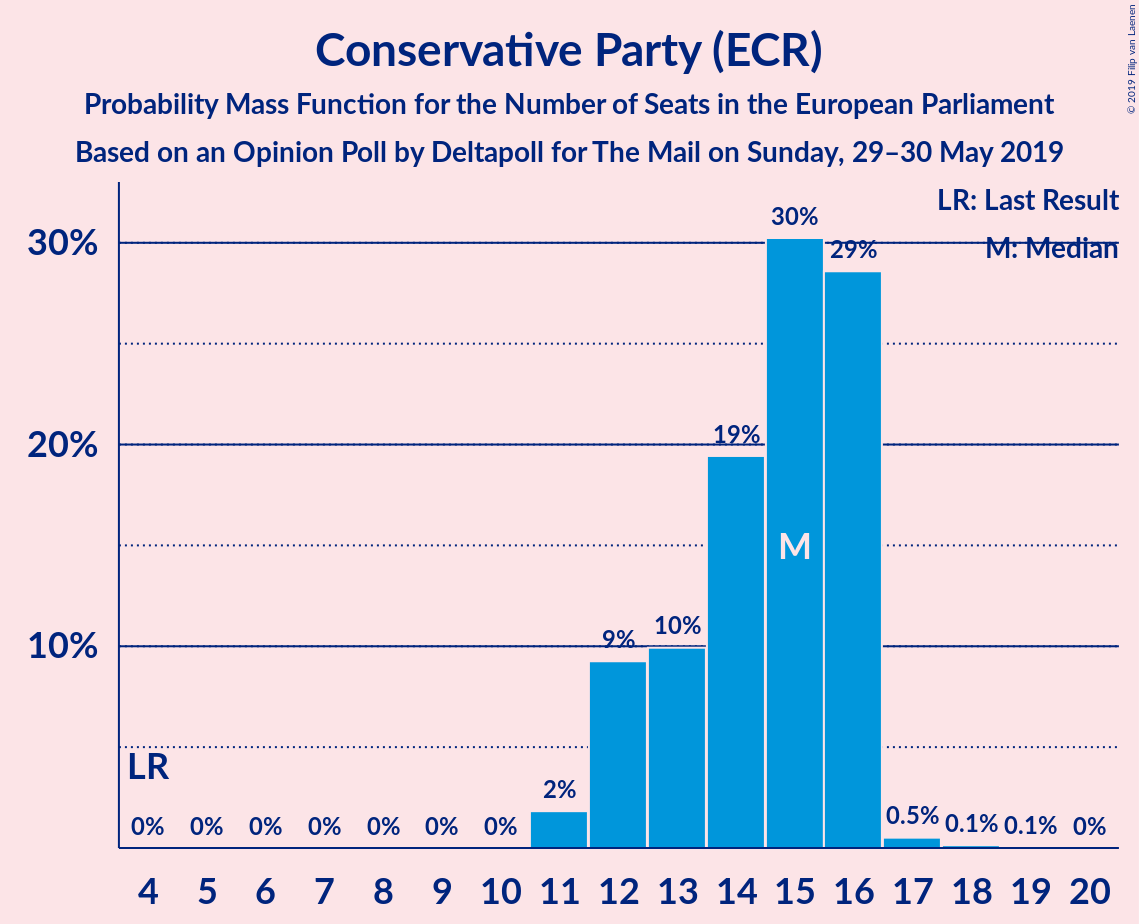 Conservative Party (ECR)
Probability Mass Function for the Number of Seats in the European Parliament
Based on an Opinion Poll by Deltapoll for The Mail on Sunday, 29–30 May 2019
© 2019 Filip van Laenen
LR: Last Result
M: Median
30%
20%
10%
LR
M
0% 0% 0% 0% 0% 0% 0% 2% 9% 10% 19% 30% 29% 0.5% 0.1% 0.1% 0%
4 5 6 7 8 9 10 11 12 13 14 15 16 17 18 19 20